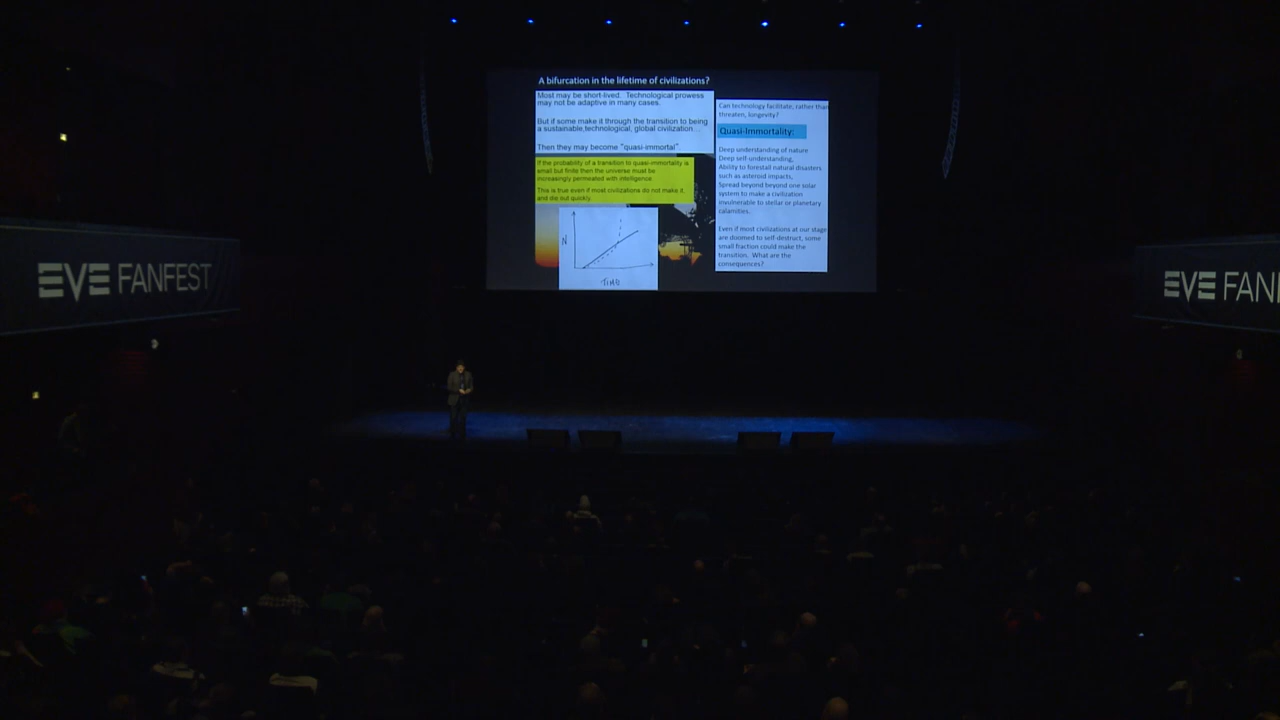 A bifurcation in the lifetime of civilizations?
Most may be short-lived. Technological prowess
may not be adaptive in many cases.
But if some make it through the transition to being
a sustainable,technological, global civilization...
Then they may become "quasi-immortal"
If the probability of a transition to quasi-immortality is
small but finite then the universe must be
increasingly permeated with intelligence.
This is true even if most civilizations do not make it,
and die out quickly.
N
TIME
Can technology facilitate, rather than
threaten, longevity?
Quasi-Immortality:
Deep understanding of nature
Deep self-understanding,
Ability to forestall natural disasters
such as asteroid impacts,
Spread beyond beyond one solar
system to make a civilization
invulnerable to stellar or planetary
calamities.
Even if most civilizations at our stage
are doomed to self destruct, some
small fraction could make the
transition. What are the
consequences?
EVE FANFEST
EVE FAN